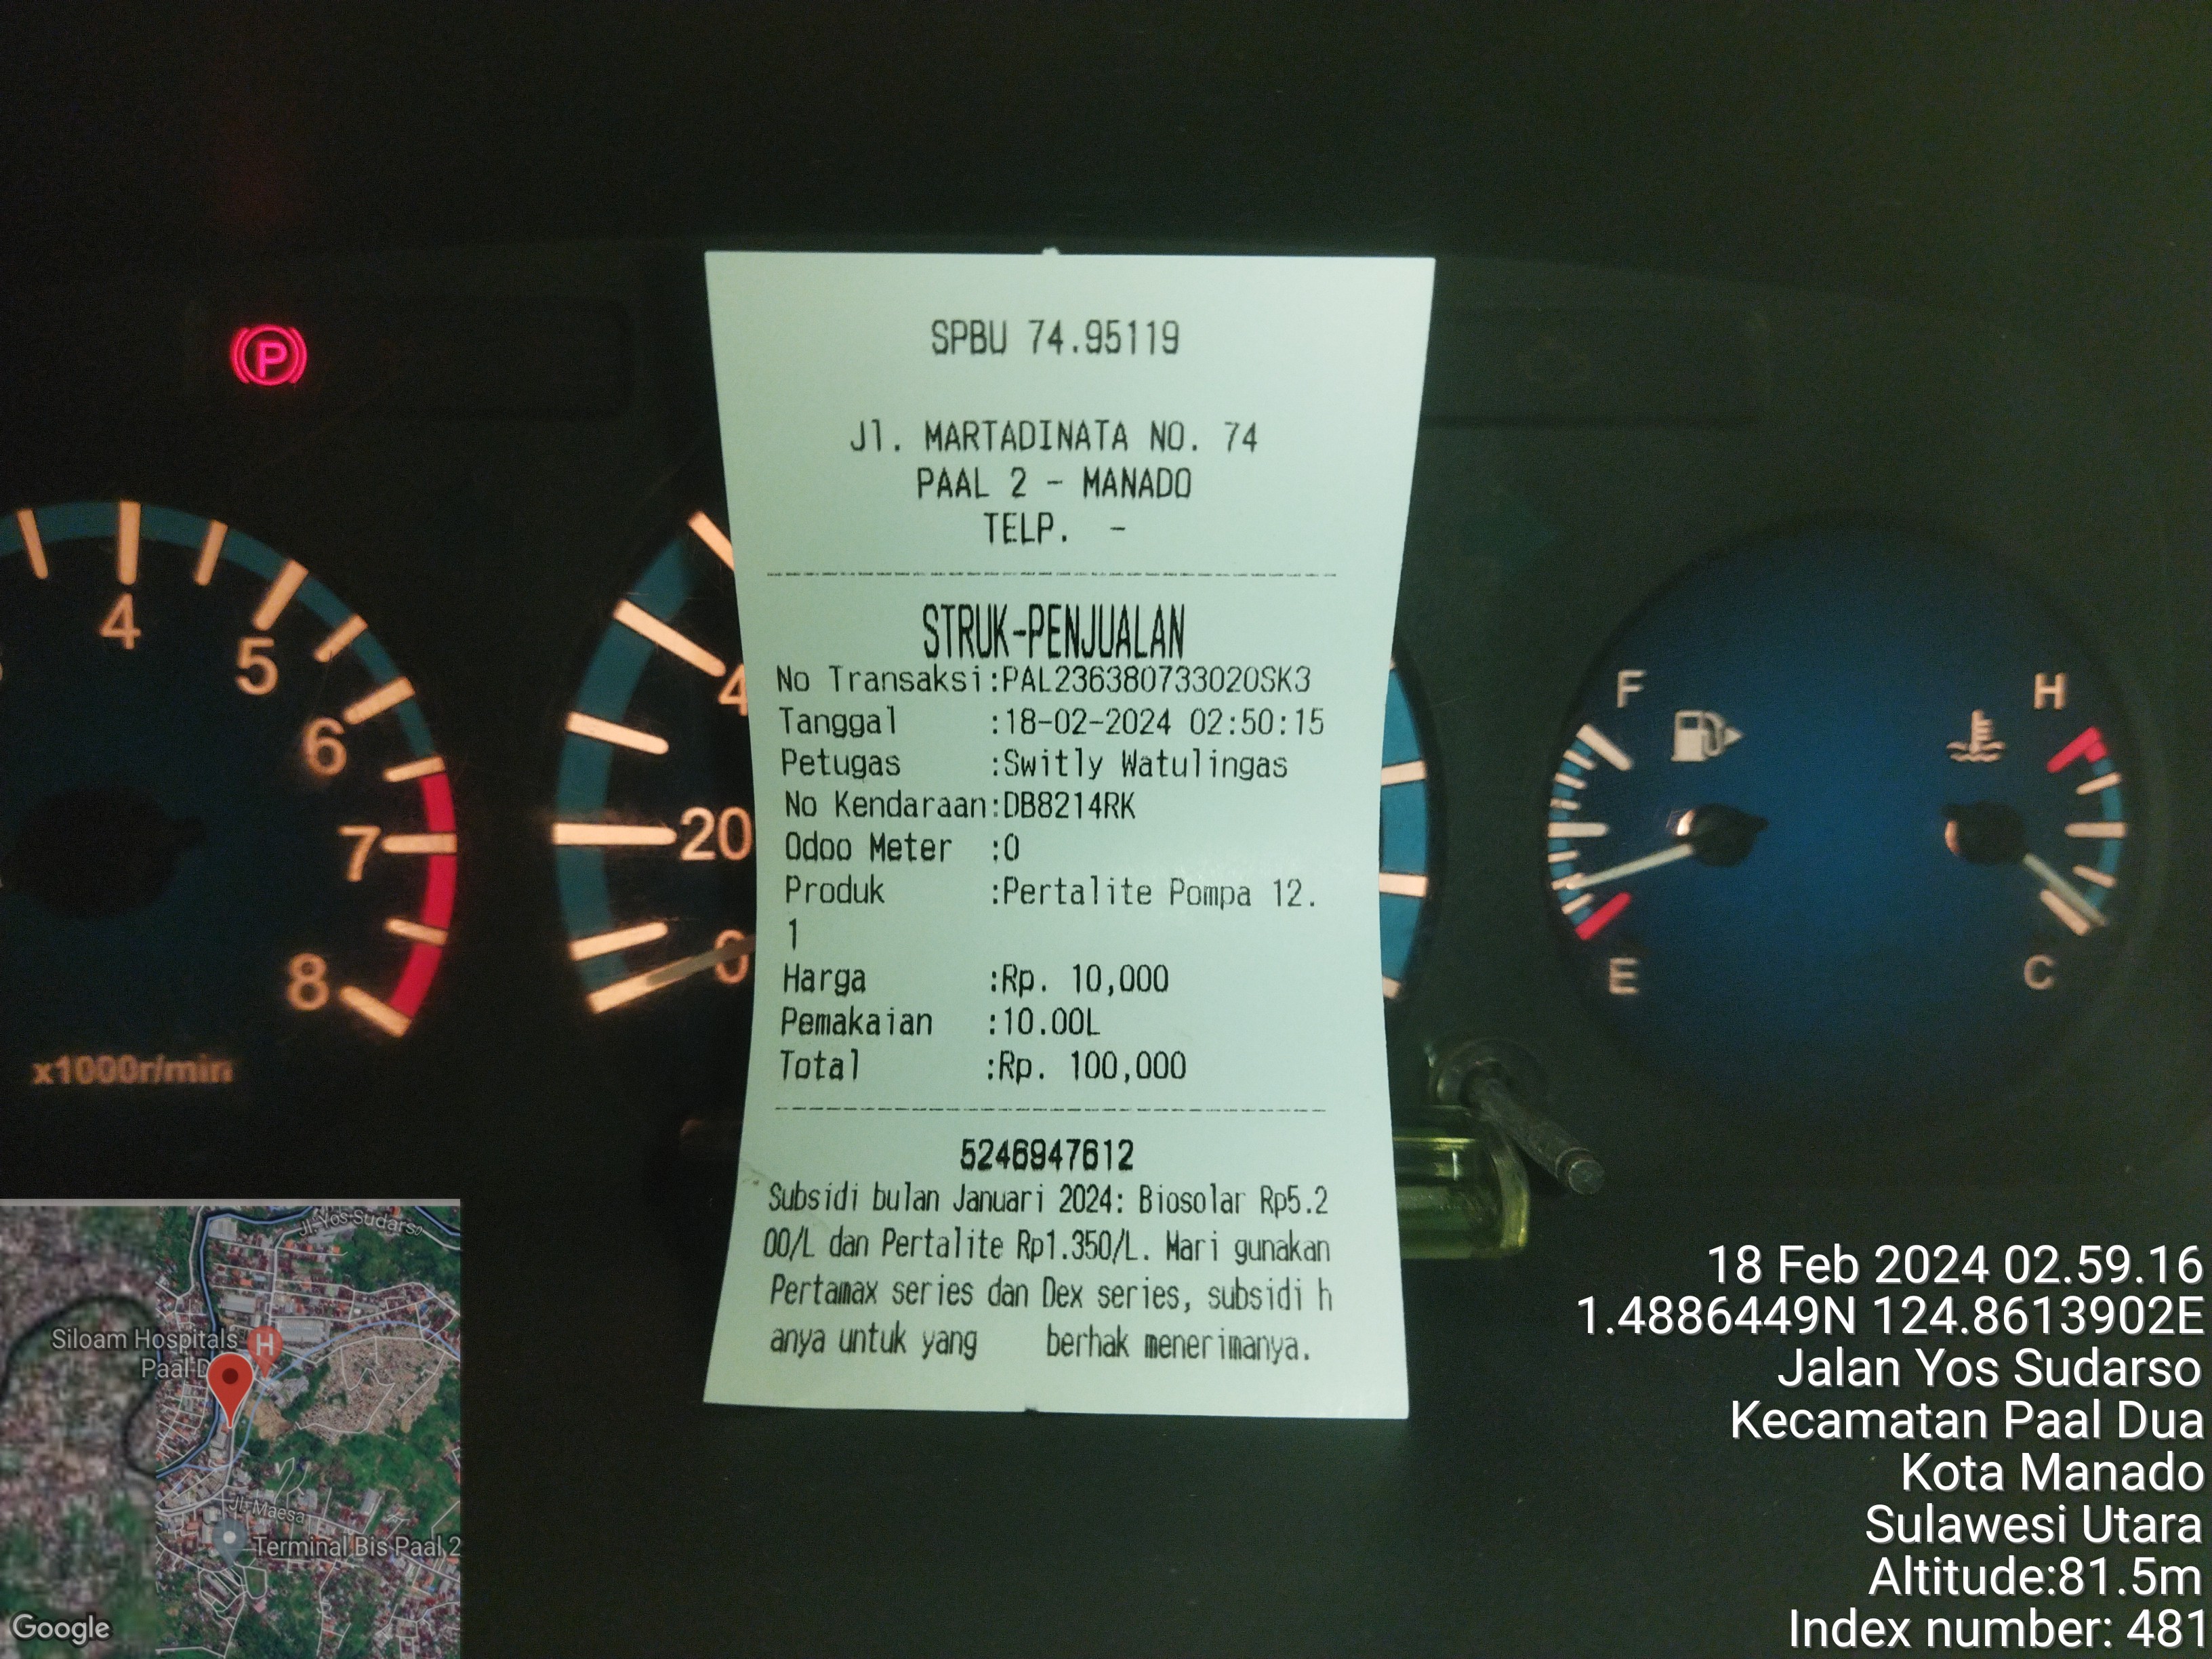 SPBU 74.95119
Jl. MARTADINATA NO. 74
PAAL 2 - MANADO
TELP. -
STRUK-PENJUALAN
No Transaksi:PAL236380733020SK3
Tanggal :18-02-2024 02:50:15
Petugas :Switly Watulingas
No Kendaraan:DB8214RK
Odoo Meter :0
Produk :Pertalite Pompa 12.
1
Harga :Rp. 10,000
Pemakaian :10.00L
Total :Rp. 100,000
5246947612
Subsidi bulan Januari 2024: Biosolar Rp5.2
00/L dan Pertalite Rp1.350/L. Mari gunakan
Pertamax series dan Dex series, subsidi h
anya untuk yang berhak menerimanya.
P
4
5
6
7
8
x1000r/min
20
0
F
E
H
C
Jl. Yos Sudarso
Siloam Hospitals
H
Jl. Maesa
Terminal Bis Paal 2
Google
18 Feb 2024 02.59.16
1.4886449N 124.8613902E
Jalan Yos Sudarso
Kecamatan Paal Dua
Kota Manado
Sulawesi Utara
Altitude:81.5m
Index number: 481